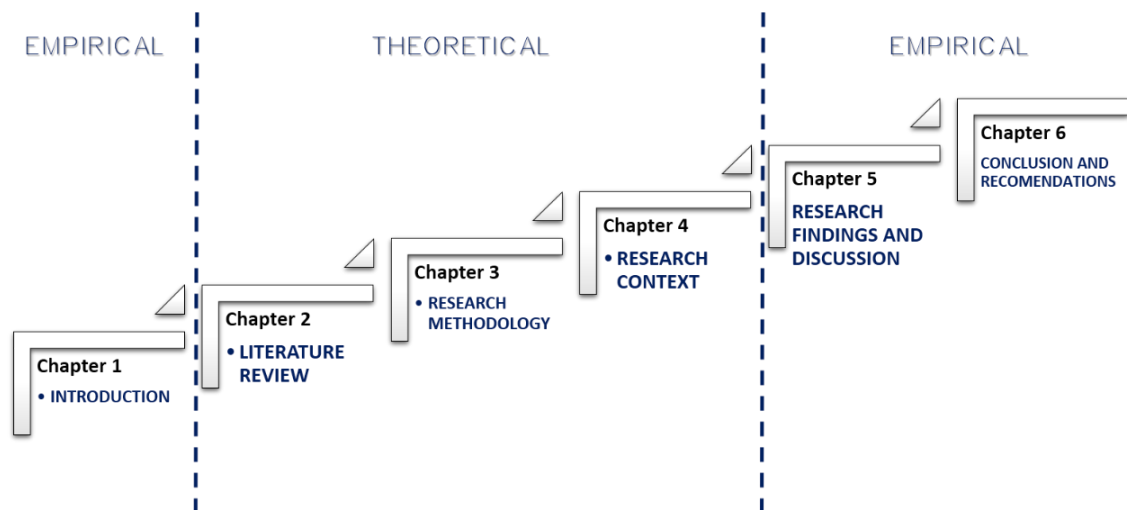 EMPIRICAL
THEORETICAL
EMPIRICAL
Chapter 1
• INTRODUCTION
Chapter 2
• LITERATURE
REVIEW
Chapter 3
• RESEARCH
METHODOLOGY
Chapter 4
• RESEARCH
CONTEXT
Chapter 5
RESEARCH
FINDINGS AND
DISCUSSION
Chapter 6
CONCLUSION AND
RECOMENDATIONS